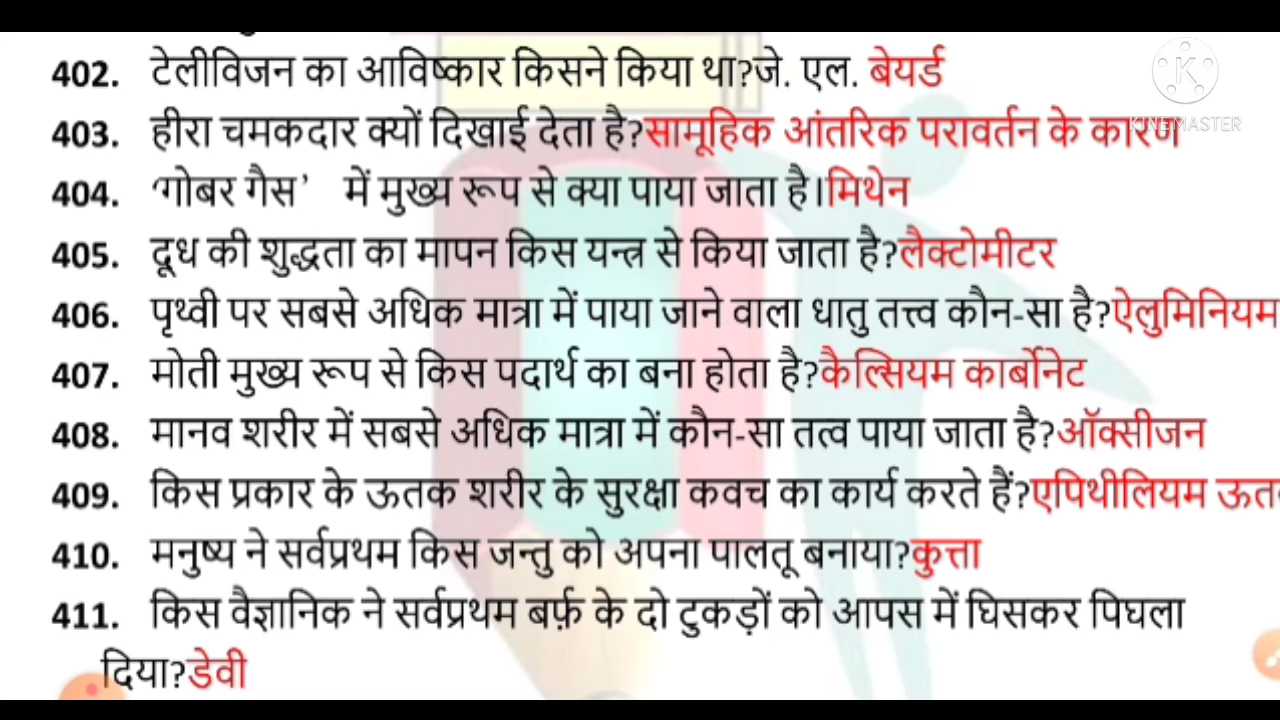 402. टेलीविजन का आविष्कार किसने किया था?जे. एल. बेयर्ड
403. हीरा चमकदार क्यों दिखाई देता है?सामूहिक आंतरिक परावर्तन के कारण
KINEMASTER
404. ‘गोबर गैस’ में मुख्य रूप से क्या पाया जाता है।मिथेन
405. दूध की शुद्धता का मापन किस यन्त्र से किया जाता है?लैक्टोमीटर
406. पृथ्वी पर सबसे अधिक मात्रा में पाया जाने वाला धातु तत्त्व कौन-सा है?ऐलुमिनियम
407. मोती मुख्य रूप से किस पदार्थ का बना होता है?कैल्सियम कार्बोनेट
408. मानव शरीर में सबसे अधिक मात्रा में कौन-सा तत्व पाया जाता है?ऑक्सीजन
409. किस प्रकार के ऊतक शरीर के सुरक्षा कवच का कार्य करते हैं?एपिथीलियम ऊतक
410. मनुष्य ने सर्वप्रथम किस जन्तु को अपना पालतू बनाया?कुत्ता
411. किस वैज्ञानिक ने सर्वप्रथम बर्फ़ के दो टुकड़ों को आपस में घिसकर पिघला
दिया?डेवी